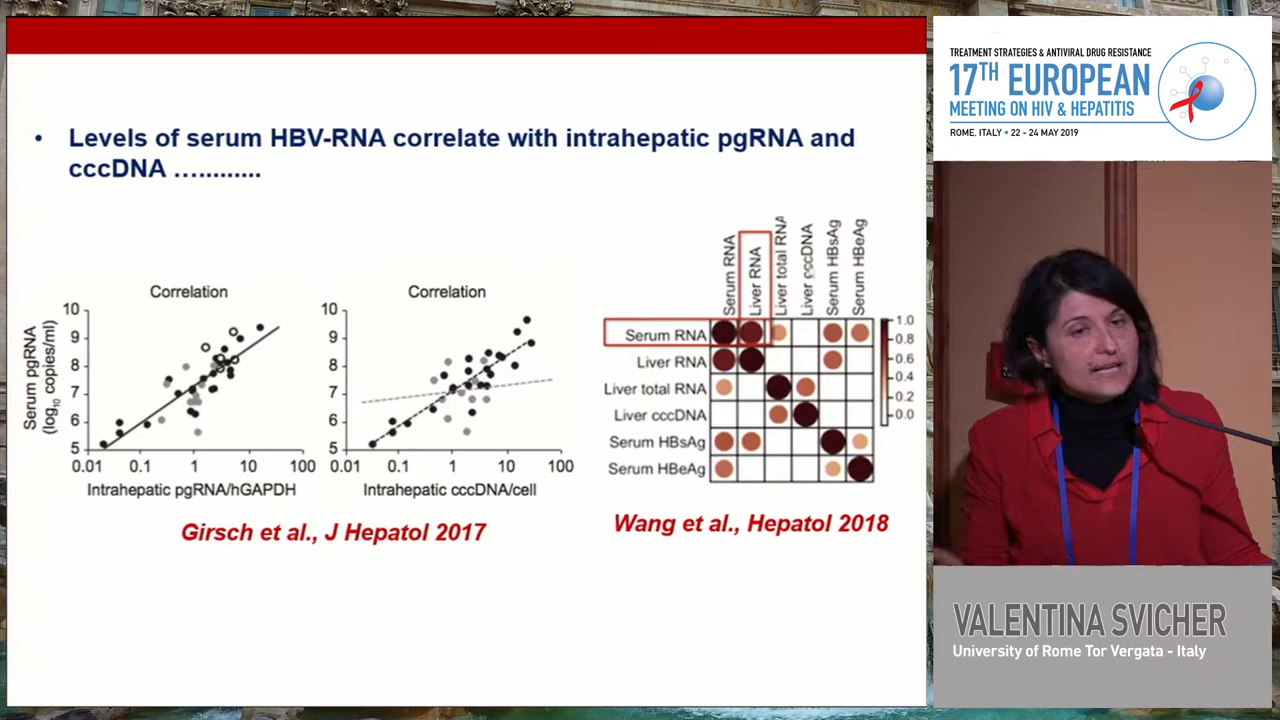 • Levels of serum HBV-RNA correlate with intrahepatic pgRNA and
cccDNA ….........
Correlation
Serum pgRNA
(log10 copies/ml)
10
9
8
7
6
5
0.01 0.1 1 10 100
Intrahepatic pgRNA/hGAPDH
Correlation
10
9
8
7
6
5
0.01 0.1 1 10 100
Intrahepatic cccDNA/cell
Girsch et al., J Hepatol 2017
Serum RNA
Liver RNA
Liver total RNA
Liver cccDNA
Serum HBsAg
Serum HBeAg
Serum RNA
Liver RNA
Liver total RNA
Liver cccDNA
Serum HBsAg
Serum HBeAg
1.0
0.8
0.6
0.4
0.2
0.0
Wang et al., Hepatol 2018
TREATMENT STRATEGIES & ANTIVIRAL DRUG RESISTANCE
17TH EUROPEAN
MEETING ON HIV & HEPATITIS
ROME, ITALY • 22 - 24 MAY 2019
VALENTINA SVICHER
University of Rome Tor Vergata - Italy